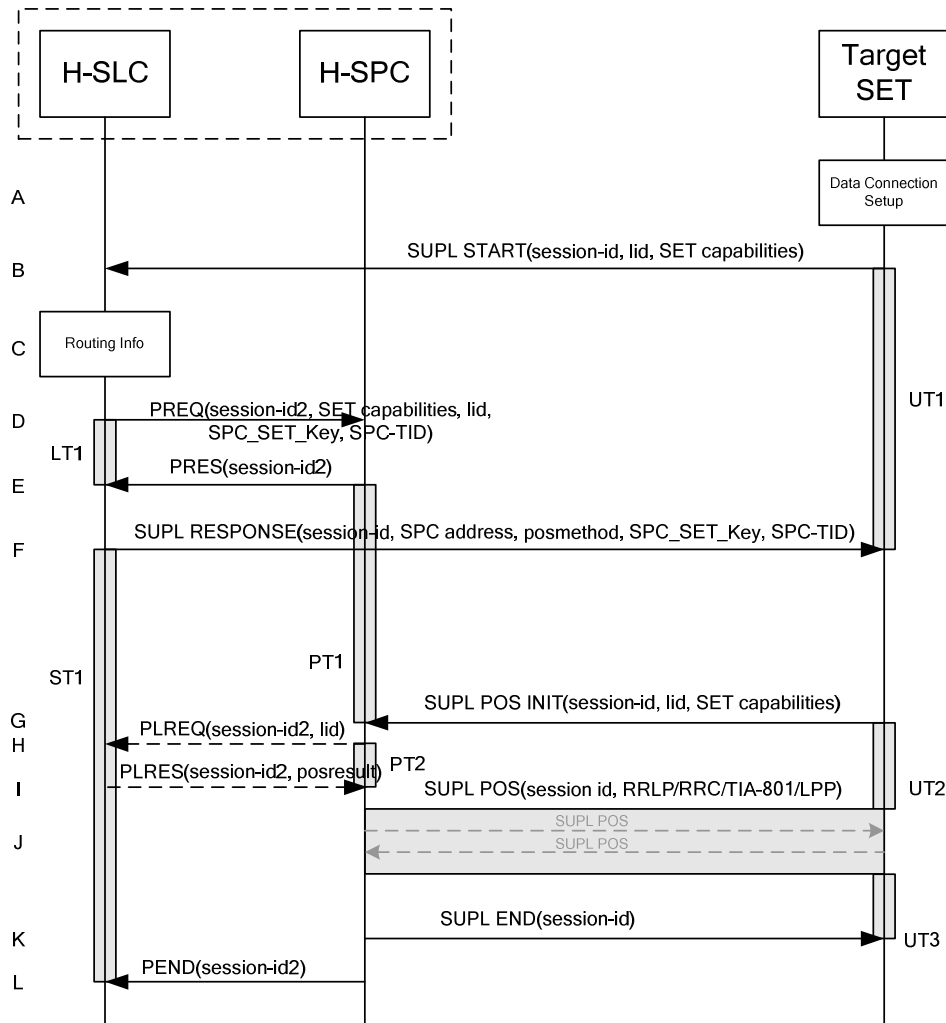 H-SLC
H-SPC
Target
SET
A
Data Connection
Setup
SUPL START(session-id, lid, SET capabilities)
B
C
Routing Info
UT1
D
PREQ(session-id2, SET capabilities, lid,
SPC_SET_Key, SPC-TID)
LT1
PRES(session-id2)
E
SUPL RESPONSE(session-id, SPC address, posmethod, SPC_SET_Key, SPC-TID)
F
PT1
ST1
SUPL POS INIT(session-id, lid, SET capabilities)
G
PLREQ(session-id2, lid)
H
PT2
PLRES(session-id2, posresult)
I
SUPL POS(session id, RRLP/RRC/TIA-801/LPP)
UT2
SUPL POS
J
SUPL POS
SUPL END(session-id)
K
UT3
PEND(session-id2)
L